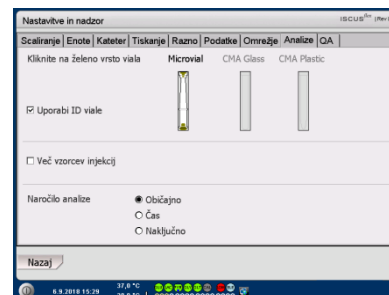 Nastavitve in nadzor
ISCUS
Scaliranje Enote Kateter Tiskanje Razno Podatke Omrežje Analize QA
Kliknite na želeno vrsto viala Microvial CMA Glass CMA Plastic
Uporabi ID viale
Več vzorcev injekcij
Naročilo analize
Običajno
Čas
Naključno
Nazaj
6.9.2018 15:29 37,0 °C